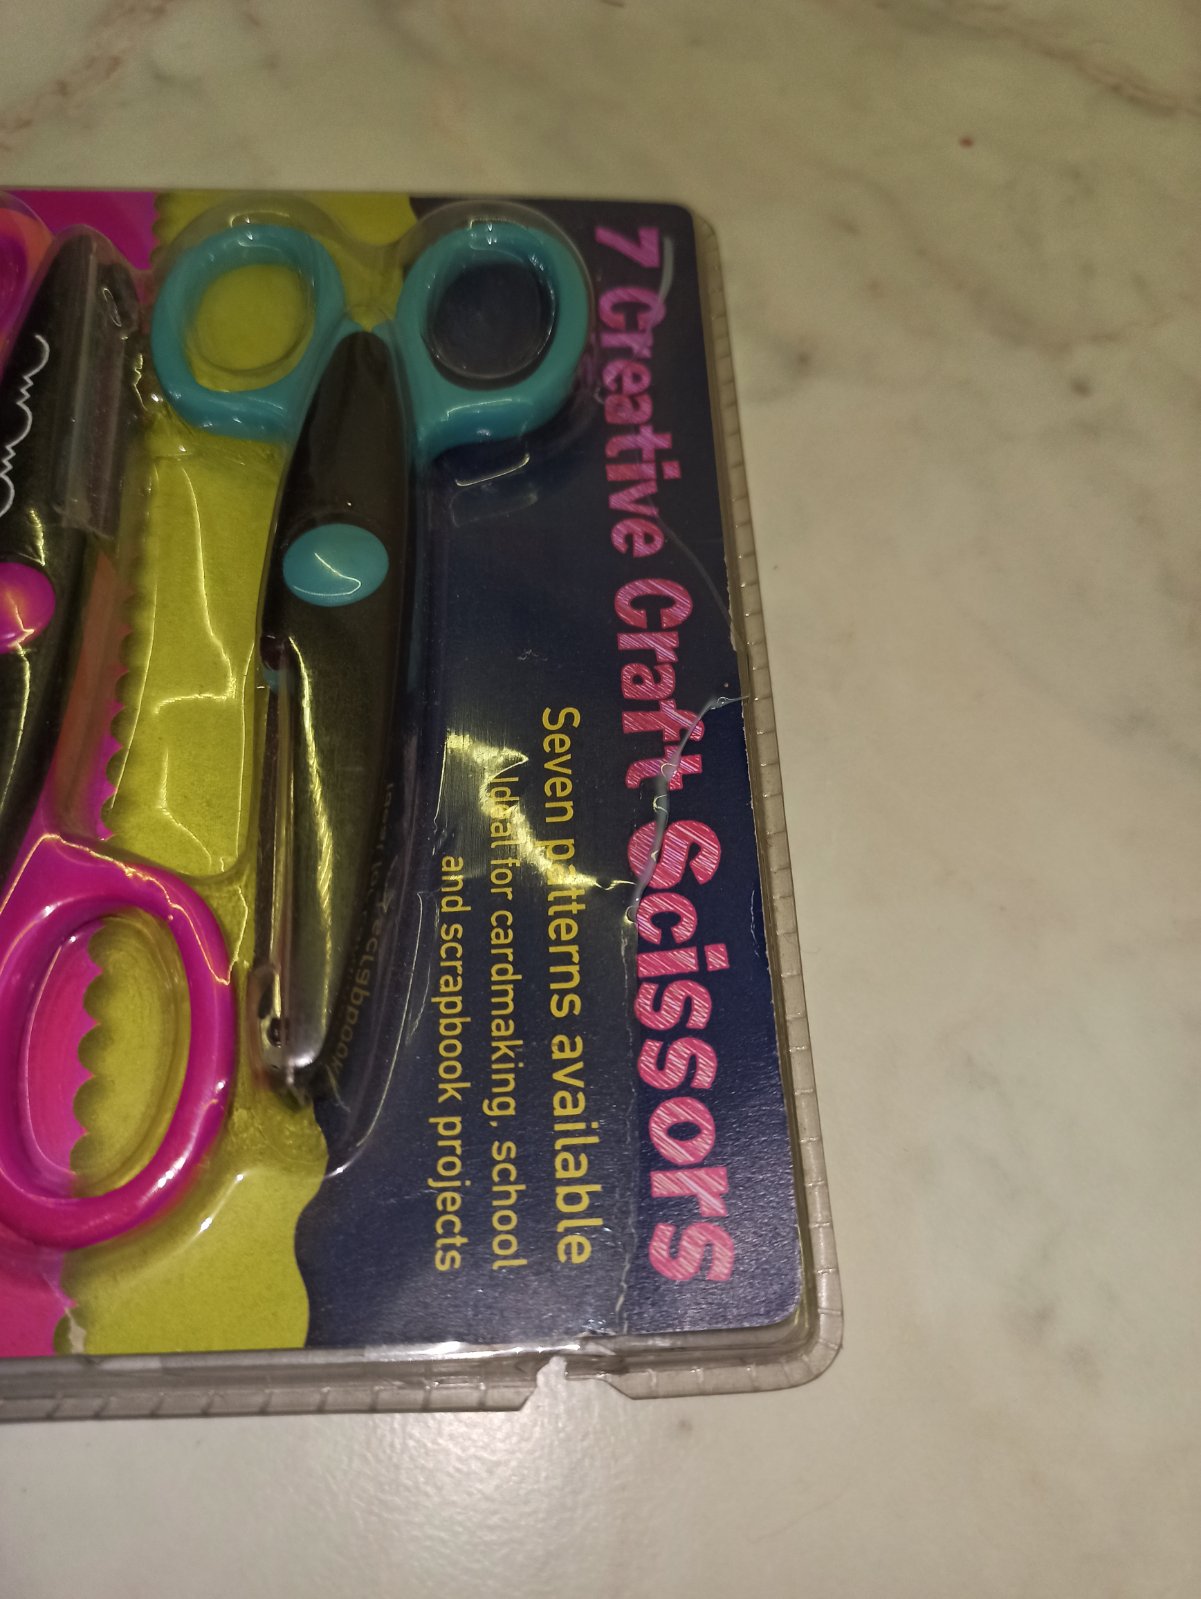 7 Creative Craft Scissors
Seven patterns available
Ideal for cardmaking, school
and scrapbook projects